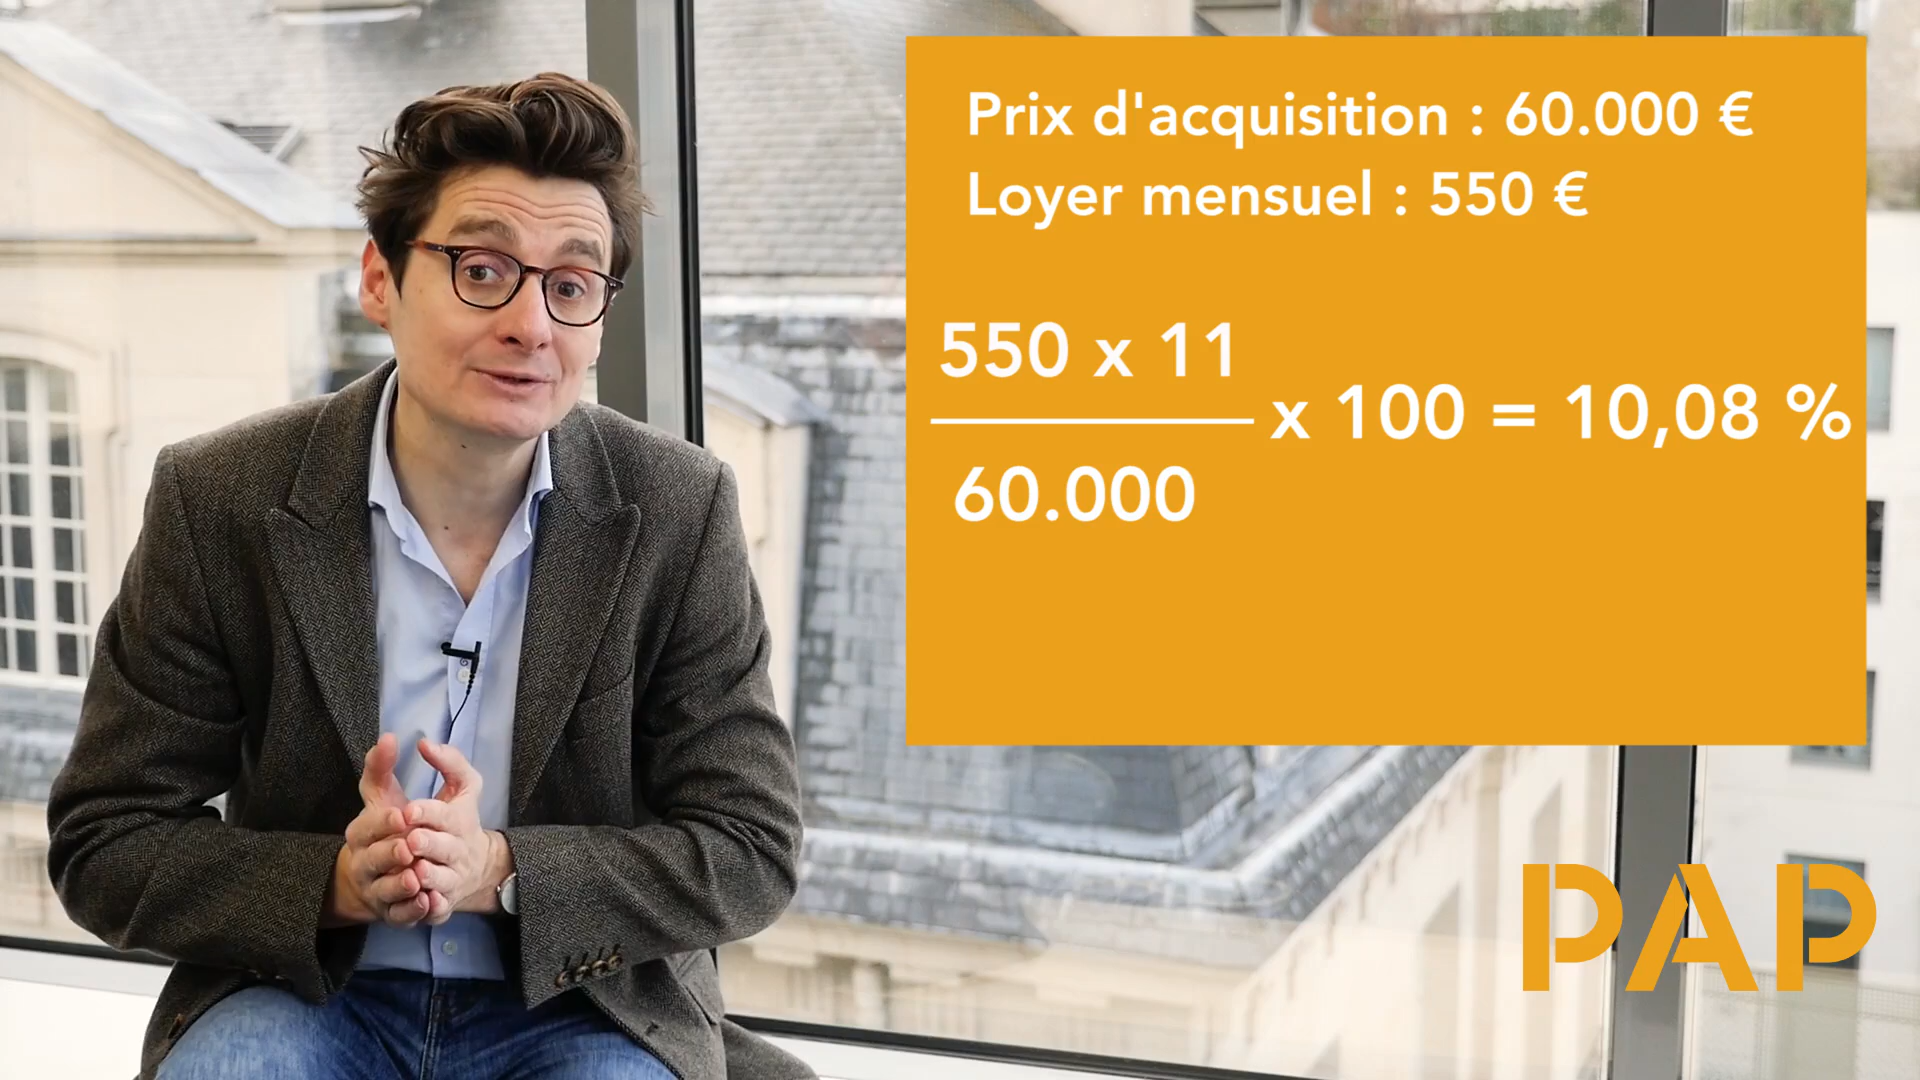 Prix d'acquisition : 60.000 €
Loyer mensuel : 550 €
550 x 11
x 100 = 10,08 %
60.000
PAP